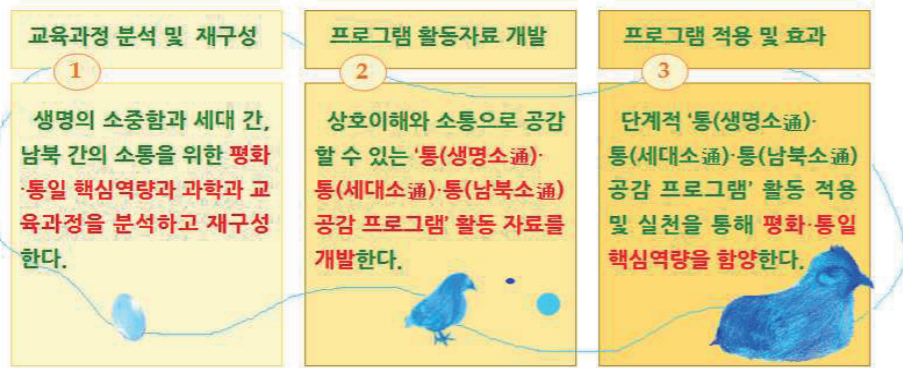 교육과정 분석 및 재구성
1
생명의 소중함과 세대 간,
남북 간의 소통을 위한 평화
·통일 핵심역량과 과학과 교
육과정을 분석하고 재구성
한다.
프로그램 활동자료 개발
2
상호이해와 소통으로 공감
할 수 있는 '통(생명소通)·
통(세대소通)·통(남북소通)
공감 프로그램' 활동 자료를
개발한다.
프로그램 적용 및 효과
3
단계적 '통(생명소通)·
통(세대소通)·통(남북소通)
공감 프로그램' 활동 적용
및 실천을 통해 평화·통일
핵심역량을 함양한다.